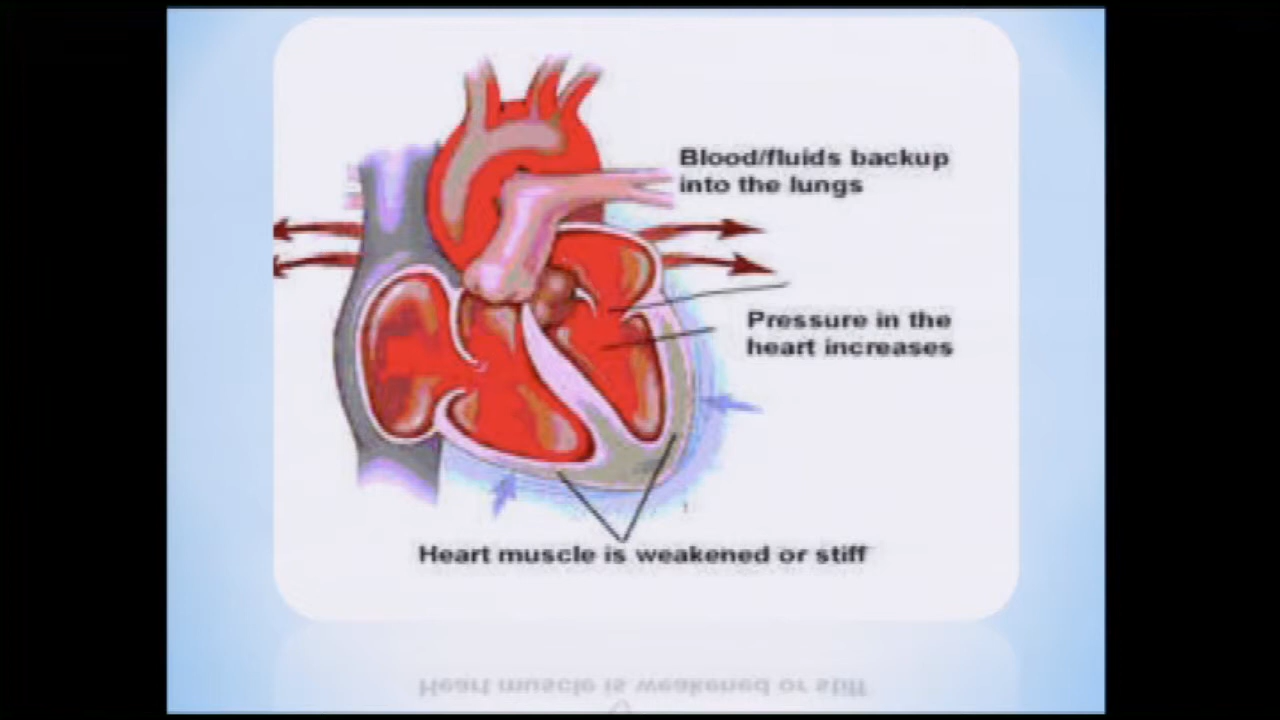 Blood/fluids backup
into the lungs
Pressure in the
heart increases
Heart muscle is weakened or stiff